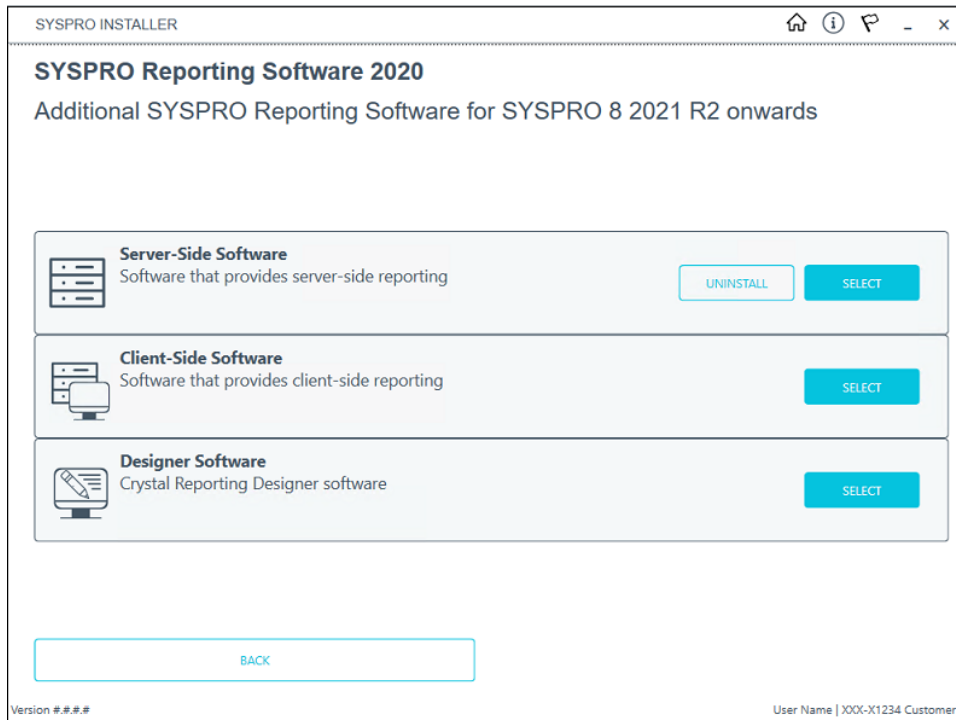 SYSPRO INSTALLER
SYSPRO Reporting Software 2020
Additional SYSPRO Reporting Software for SYSPRO 8 2021 R2 onwards
Server-Side Software
Software that provides server-side reporting
UNINSTALL
SELECT
Client-Side Software
Software that provides client-side reporting
SELECT
Designer Software
Crystal Reporting Designer software
SELECT
BACK
Version #.#.#.#
User Name | XXX-X1234 Customer